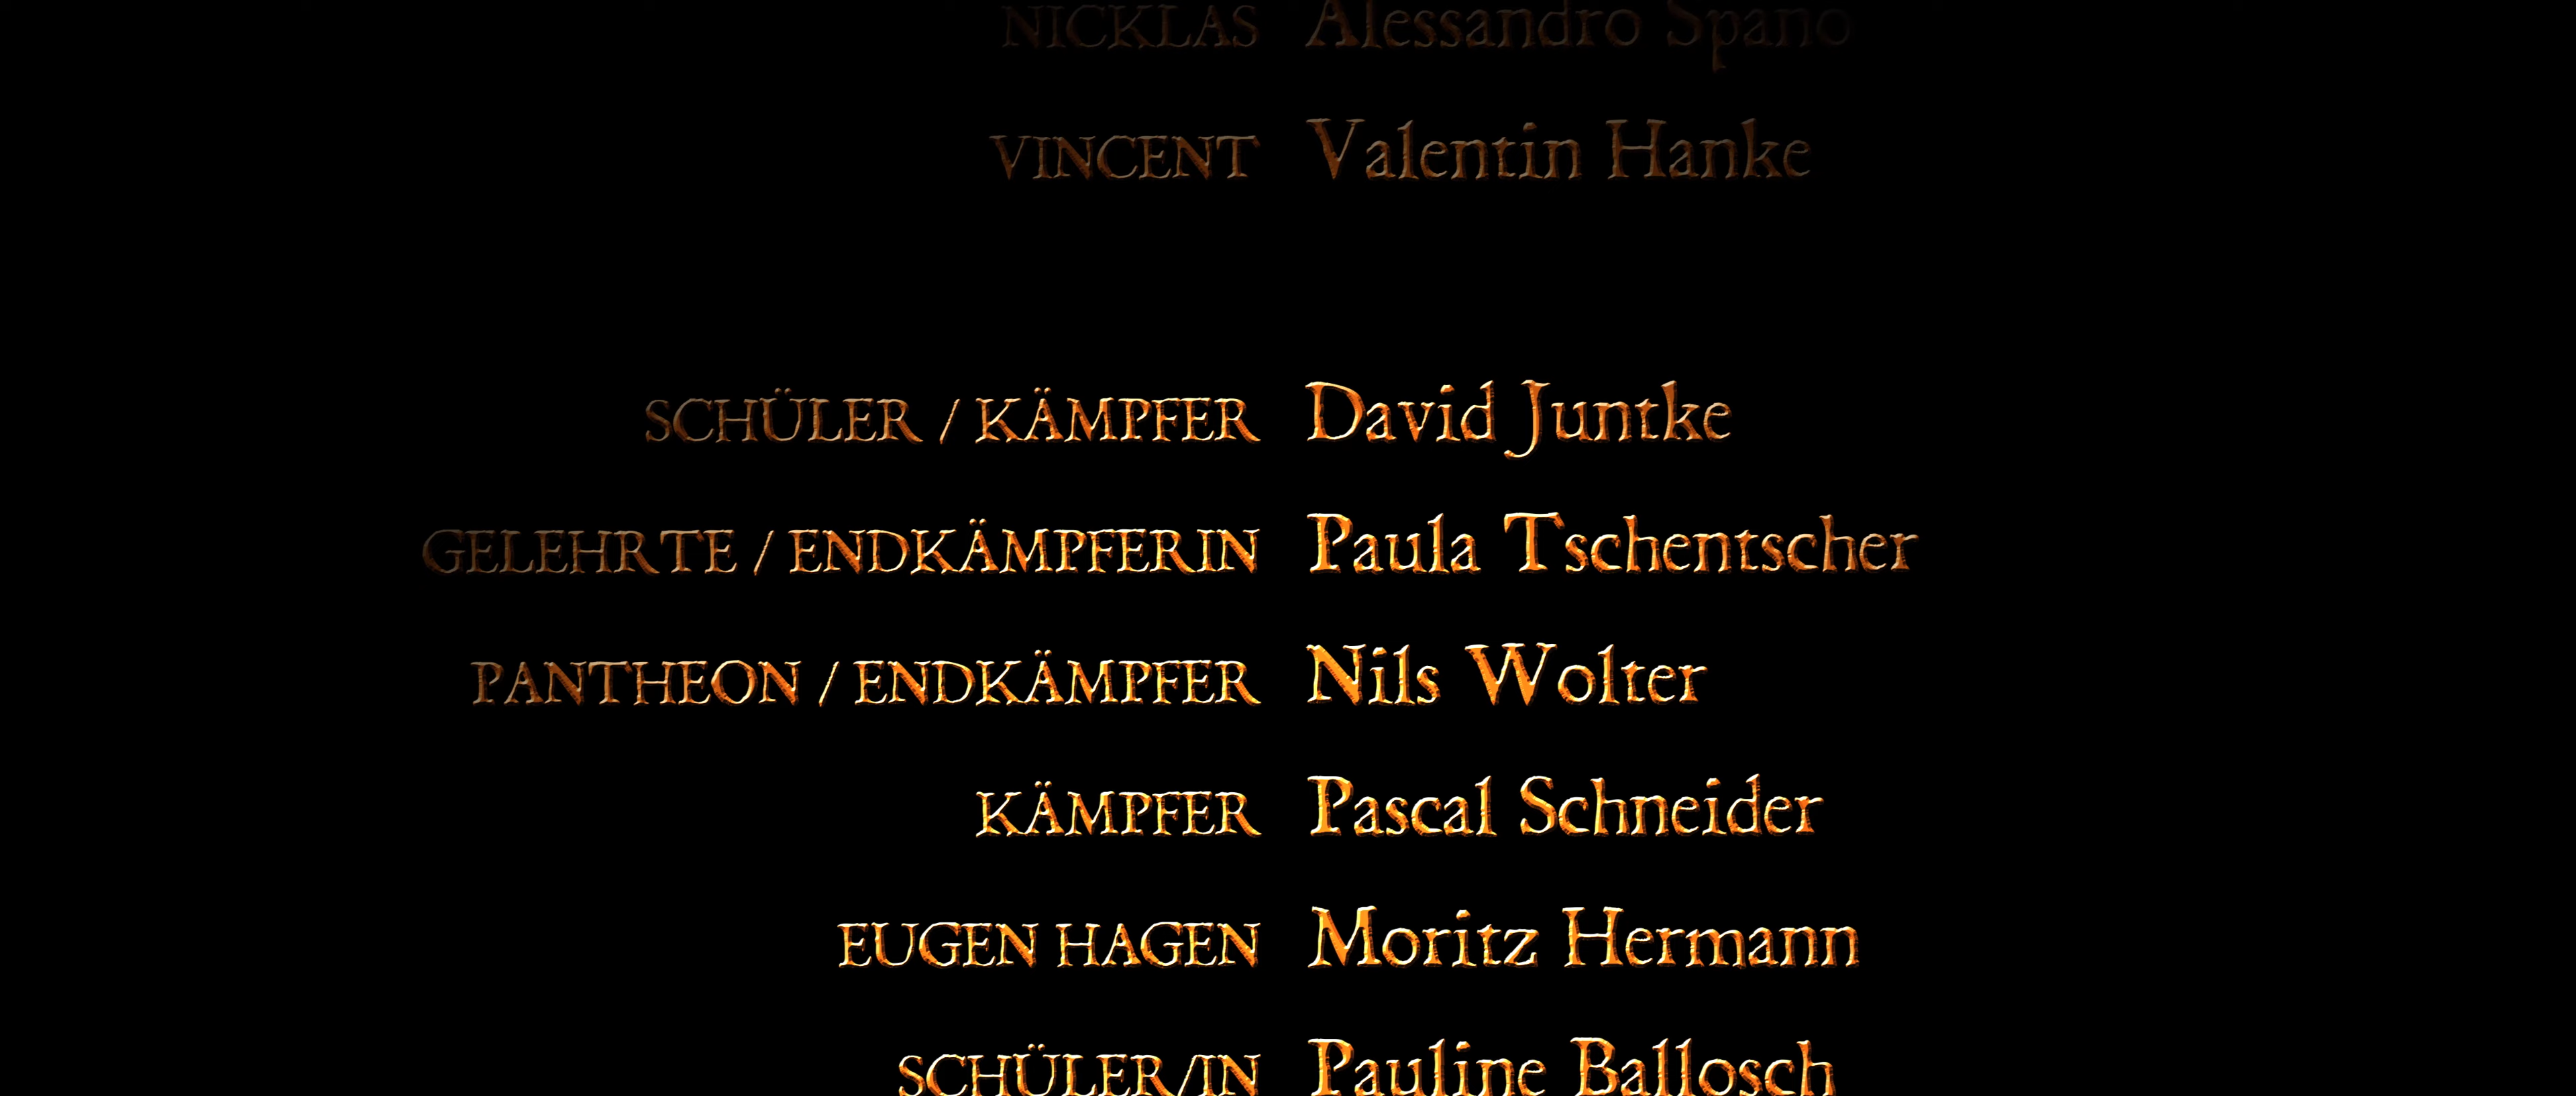 NICKLAS Alessandro Spano
VINCENT Valentin Hanke
SCHÜLER / KÄMPFER David Juntke
GELEHRTE / ENDKÄMPFERIN Paula Tschentscher
PANTHEON / ENDKÄMPFER Nils Wolter
KÄMPFER Pascal Schneider
EUGEN HAGEN Moritz Hermann
SCHÜLER/IN Pauline Ballosch